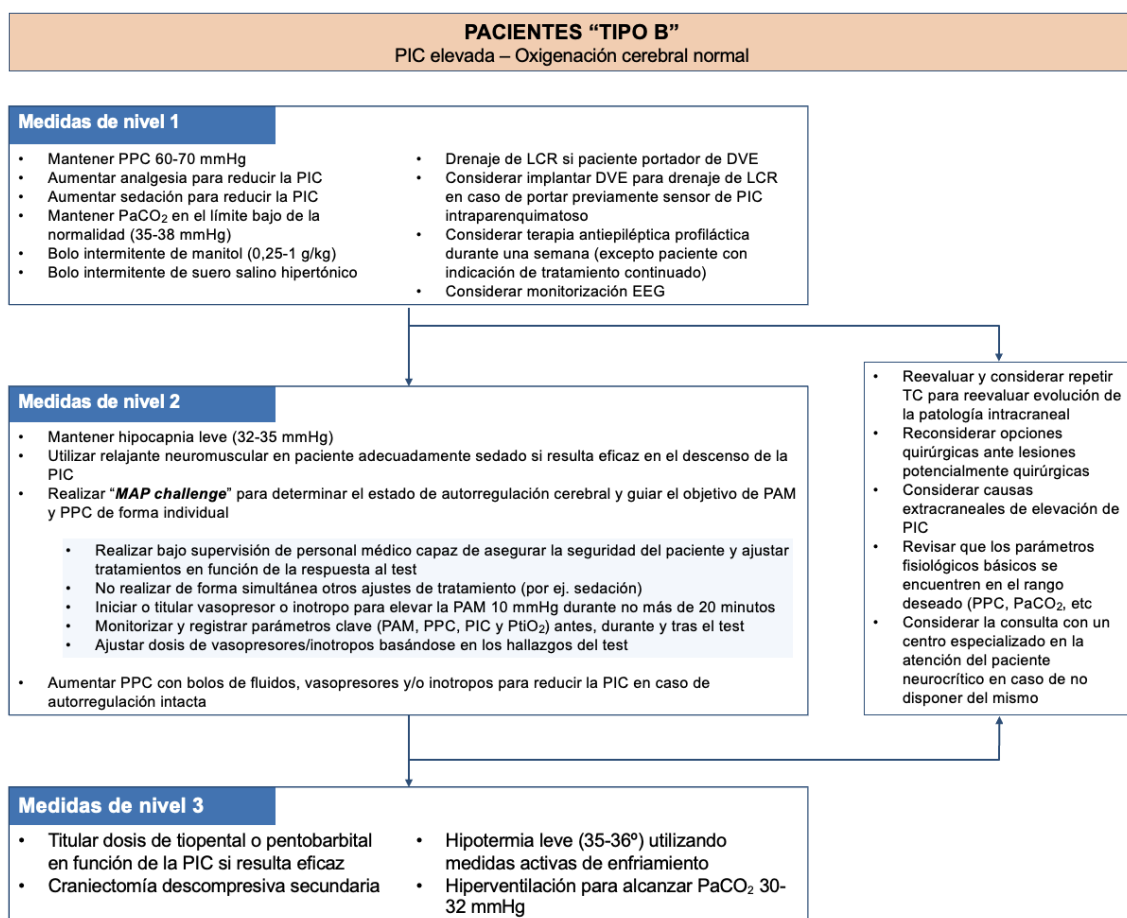 PACIENTES “TIPO B”
PIC elevada – Oxigenación cerebral normal
Medidas de nivel 1
• Mantener PPC 60-70 mmHg
• Aumentar analgesia para reducir la PIC
• Aumentar sedación para reducir la PIC
• Mantener PaCO₂ en el límite bajo de la
normalidad (35-38 mmHg)
• Bolo intermitente de manitol (0,25-1 g/kg)
• Bolo intermitente de suero salino hipertónico
• Drenaje de LCR si paciente portador de DVE
• Considerar implantar DVE para drenaje de LCR
en caso de portar previamente sensor de PIC
intraparenquimatoso
• Considerar terapia antiepiléptica profiláctica
durante una semana (excepto paciente con
indicación de tratamiento continuado)
• Considerar monitorización EEG
Medidas de nivel 2
• Mantener hipocapnia leve (32-35 mmHg)
• Utilizar relajante neuromuscular en paciente adecuadamente sedado si resulta eficaz en el descenso de la
PIC
• Realizar “MAP challenge” para determinar el estado de autorregulación cerebral y guiar el objetivo de PAM
y PPC de forma individual
• Realizar bajo supervisión de personal médico capaz de asegurar la seguridad del paciente y ajustar
tratamientos en función de la respuesta al test
• No realizar de forma simultánea otros ajustes de tratamiento (por ej. sedación)
• Iniciar o titular vasopresor o inotropo para elevar la PAM 10 mmHg durante no más de 20 minutos
• Monitorizar y registrar parámetros clave (PAM, PPC, PIC y PtiO₂) antes, durante y tras el test
• Ajustar dosis de vasopresores/inotropos basándose en los hallazgos del test
• Aumentar PPC con bolos de fluidos, vasopresores y/o inotropos para reducir la PIC en caso de
autorregulación intacta
• Reevaluar y considerar repetir
TC para reevaluar evolución de
la patología intracraneal
• Reconsiderar opciones
quirúrgicas ante lesiones
potencialmente quirúrgicas
• Considerar causas
extracraneales de elevación de
PIC
• Revisar que los parámetros
fisiológicos básicos se
encuentren en el rango
deseado (PPC, PaCO₂, etc
• Considerar la consulta con un
centro especializado en la
atención del paciente
neurocrítico en caso de no
disponer del mismo
Medidas de nivel 3
• Titular dosis de tiopental o pentobarbital
en función de la PIC si resulta eficaz
• Craniectomía descompresiva secundaria
• Hipotermia leve (35-36º) utilizando
medidas activas de enfriamiento
• Hiperventilación para alcanzar PaCO₂ 30-
32 mmHg